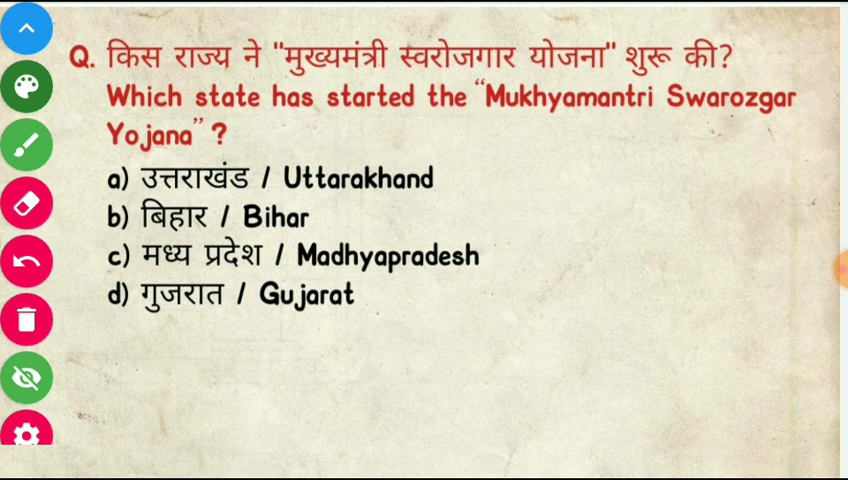 Q. किस राज्य ने "मुख्यमंत्री स्वरोजगार योजना" शुरू की?
Which state has started the “Mukhyamantri Swarozgar
Yojana” ?
a) उत्तराखंड / Uttarakhand
b) बिहार / Bihar
c) मध्य प्रदेश / Madhyapradesh
d) गुजरात / Gujarat